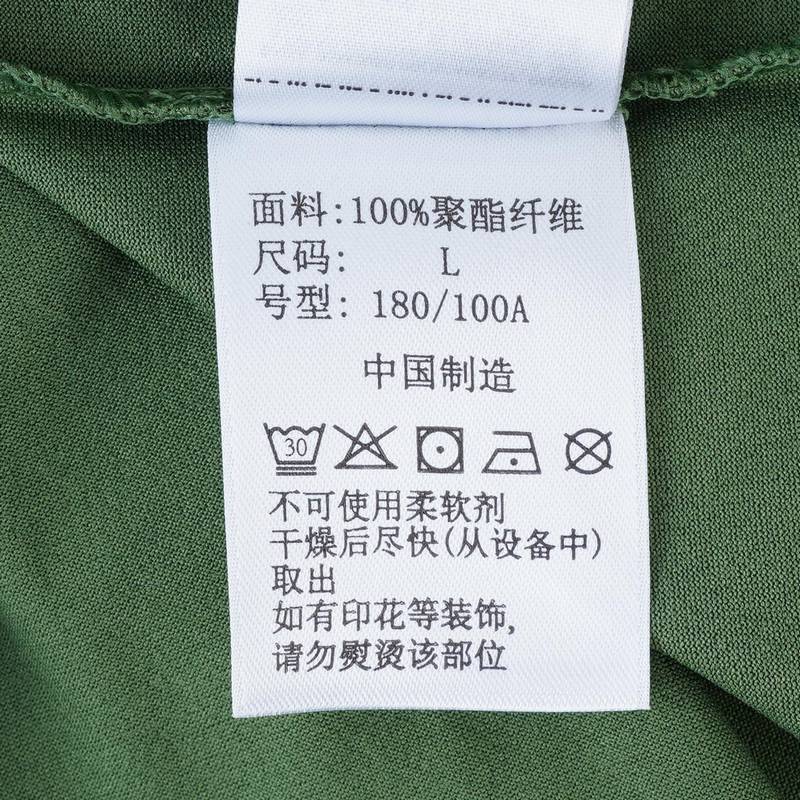 面料:100%聚酯纤维
尺码: L
号型: 180/100A
中国制造
30
不可使用柔软剂
干燥后尽快(从设备中)
取出
如有印花等装饰,
请勿熨烫该部位